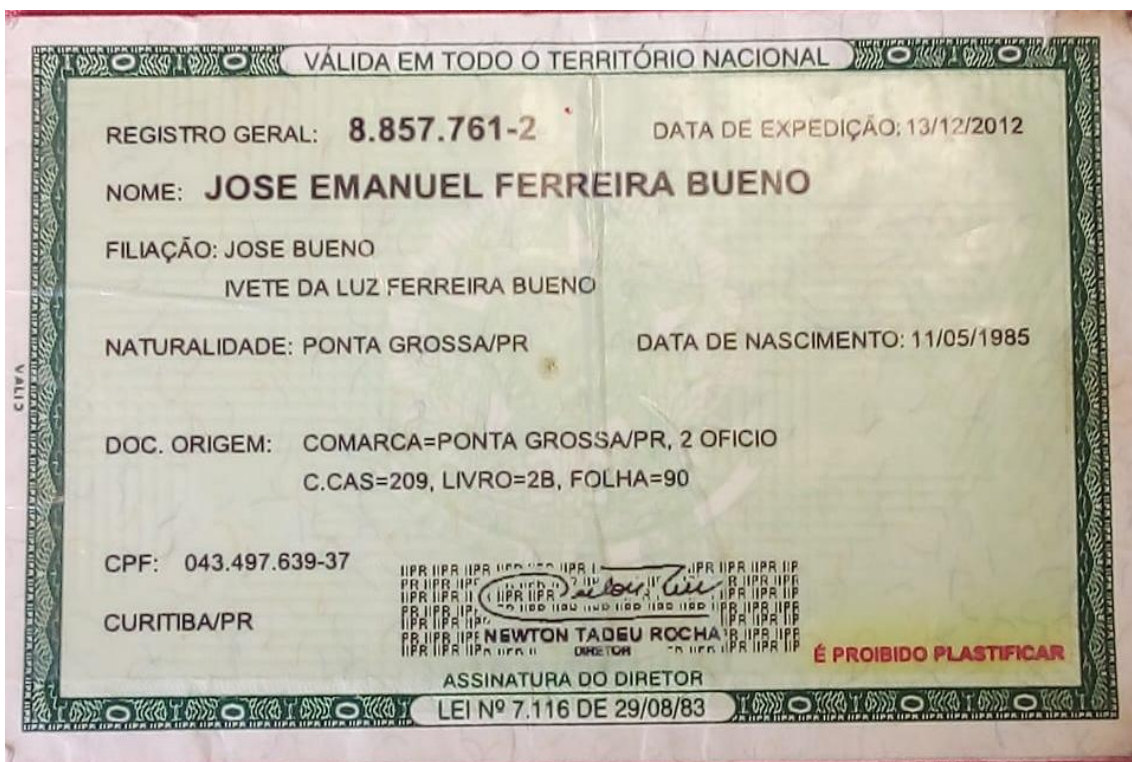 VÁLIDA EM TODO O TERRITÓRIO NACIONAL
REGISTRO GERAL: 8.857.761-2 DATA DE EXPEDIÇÃO: 13/12/2012
NOME: JOSE EMANUEL FERREIRA BUENO
FILIAÇÃO: JOSE BUENO
IVETE DA LUZ FERREIRA BUENO
NATURALIDADE: PONTA GROSSA/PR DATA DE NASCIMENTO: 11/05/1985
VALID
DOC. ORIGEM: COMARCA=PONTA GROSSA/PR, 2 OFICIO
C.CAS=209, LIVRO=2B, FOLHA=90
CPF: 043.497.639-37
CURITIBA/PR
NEWTON TADEU ROCHA
DIRETOR
É PROIBIDO PLASTIFICAR
ASSINATURA DO DIRETOR
LEI Nº 7.116 DE 29/08/83